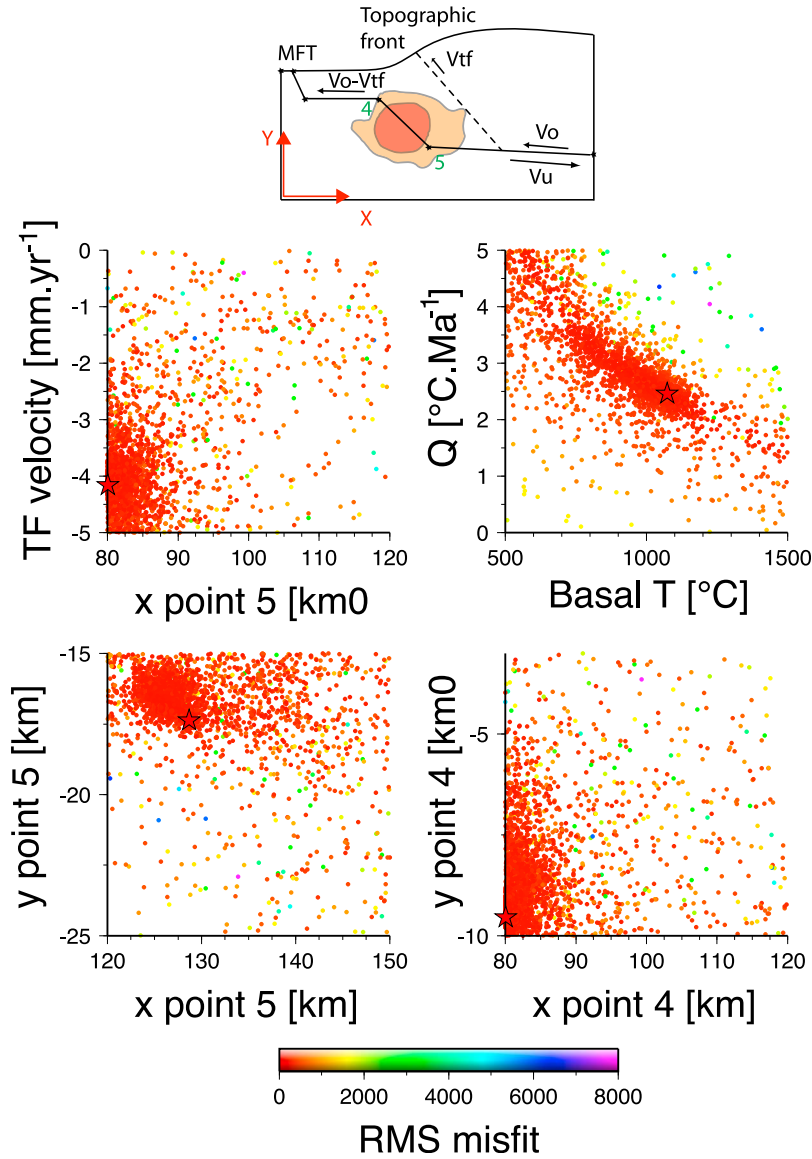 Topographic
front
MFT
Vtf
Vo-Vtf
4
Vo
Y
5
Vu
X
TF velocity [mm.yr-1]
0
-1
-2
-3
-4
-5
80 90 100 110 120
x point 5 [km0
Q [°C.Ma-1]
5
4
3
2
1
0
500 1000 1500
Basal T [°C]
y point 5 [km]
-15
-20
-25
120 130 140 150
x point 5 [km]
y point 4 [km0
-5
-10
80 90 100 110 120
x point 4 [km]
0 2000 4000 6000 8000
RMS misfit